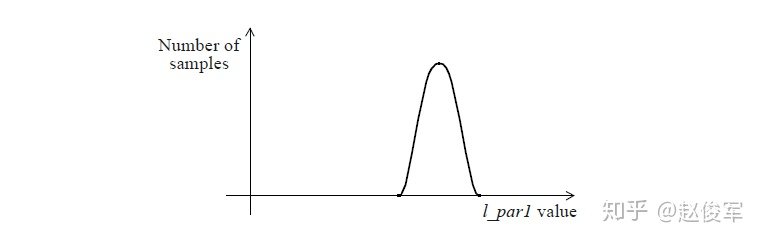 Number of
samples
l_par1 value
知乎 @赵俊军